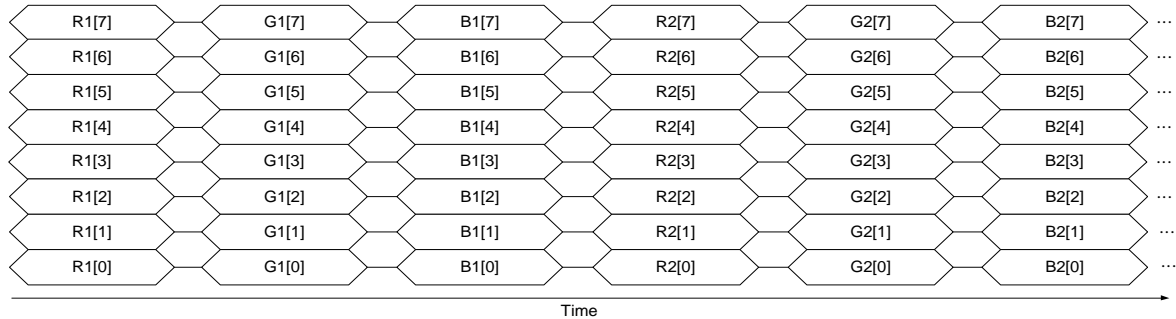 R1[7] G1[7] B1[7] R2[7] G2[7] B2[7] ...
R1[6] G1[6] B1[6] R2[6] G2[6] B2[6] ...
R1[5] G1[5] B1[5] R2[5] G2[5] B2[5] ...
R1[4] G1[4] B1[4] R2[4] G2[4] B2[4] ...
R1[3] G1[3] B1[3] R2[3] G2[3] B2[3] ...
R1[2] G1[2] B1[2] R2[2] G2[2] B2[2] ...
R1[1] G1[1] B1[1] R2[1] G2[1] B2[1] ...
R1[0] G1[0] B1[0] R2[0] G2[0] B2[0] ...
Time